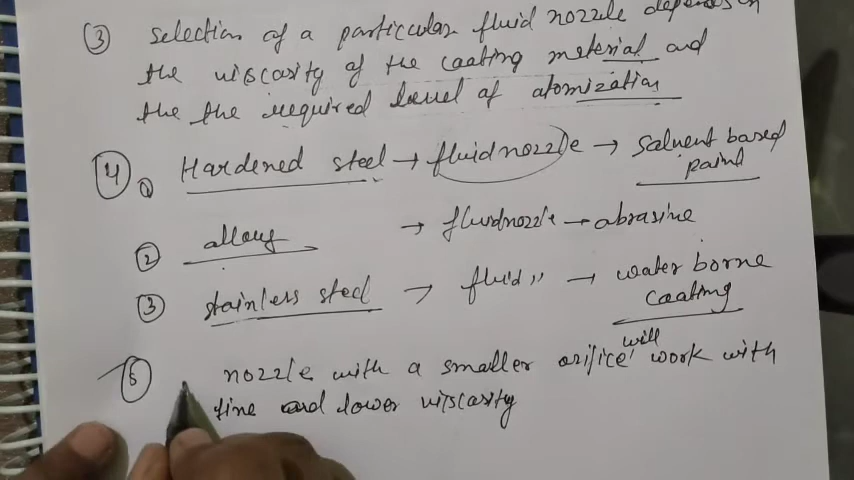 ③ selection of a particular fluid nozzle depends on
the viscosity of the coating material and
the the required level of atomization
④ ① Hardened steel → fluid nozzle → solvent based
paint
② alloy → fluid nozzle → abrasive
③ stainless steel → fluid " → water borne
coating
⑤ nozzle with a smaller orifice will work with
fine and lower viscosity